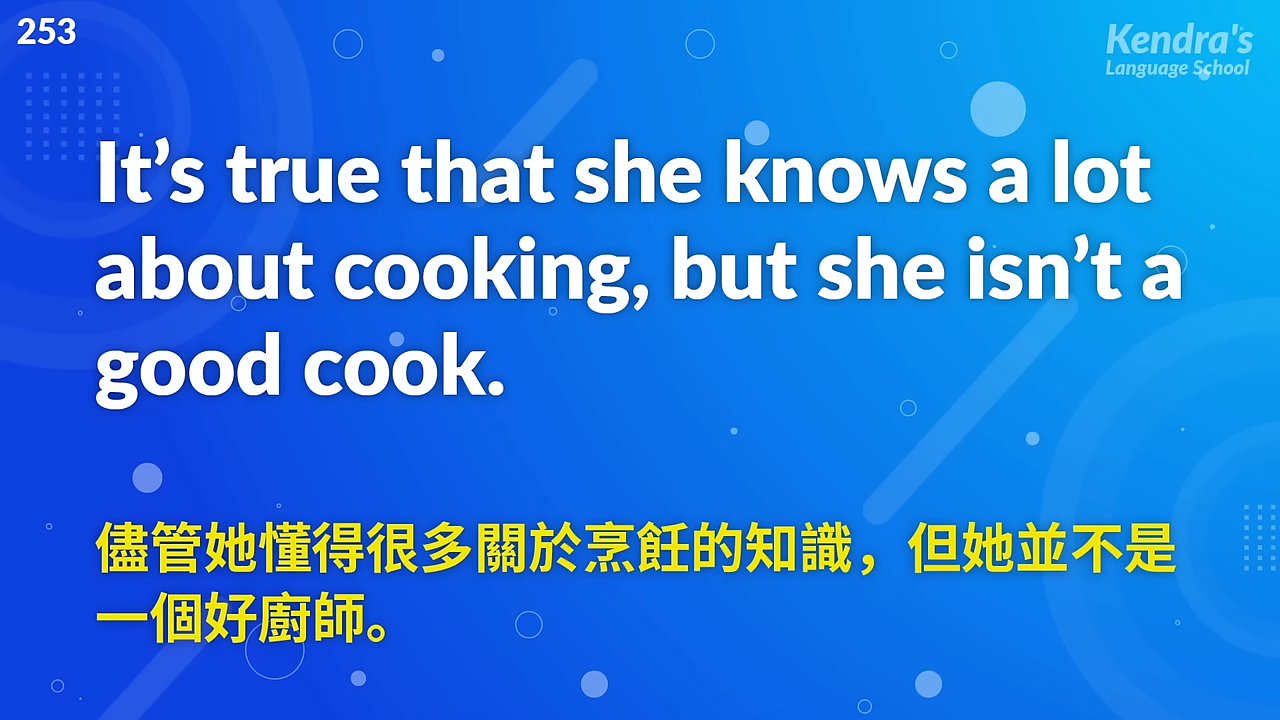 253
Kendra's
Language School
It’s true that she knows a lot
about cooking, but she isn’t a
good cook.
儘管她懂得很多關於烹飪的知識，但她並不是
一個好廚師。